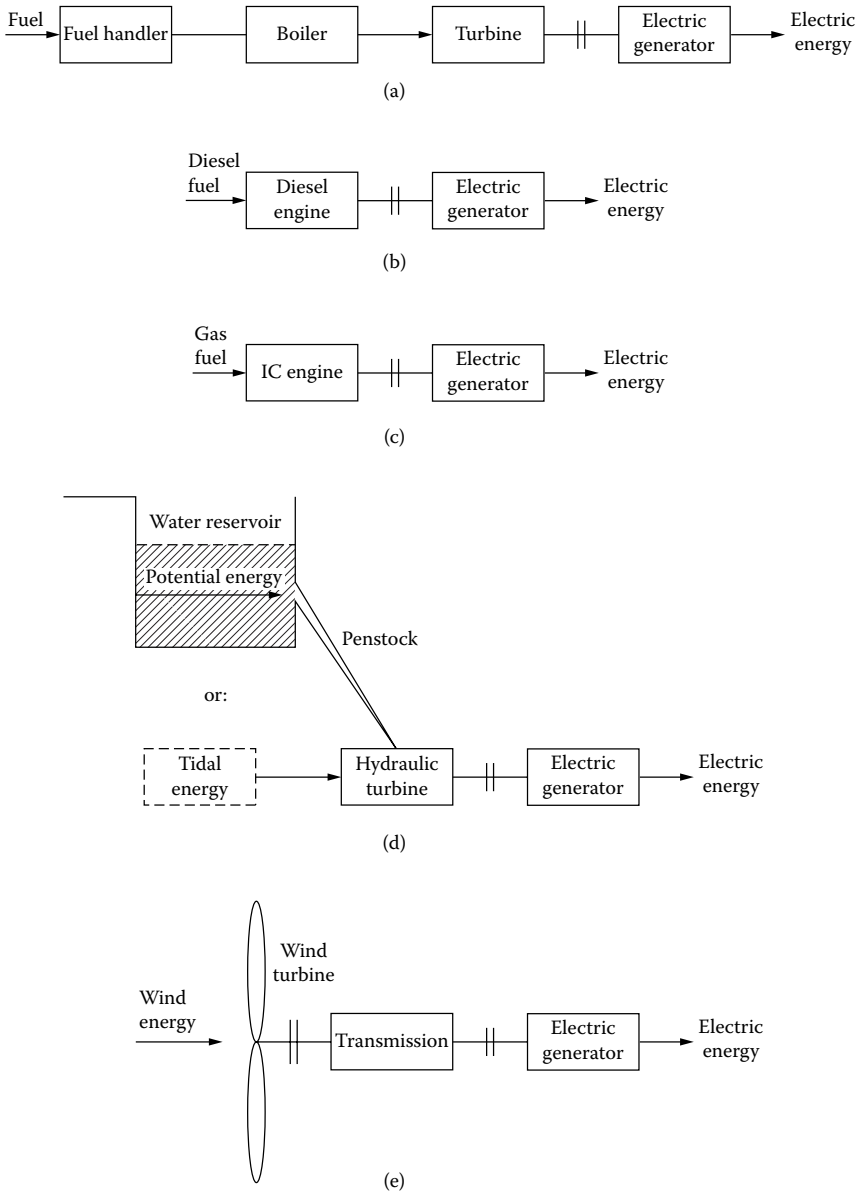 Fuel
Fuel handler
Boiler
Turbine
Electric
generator
Electric
energy
(a)
Diesel
fuel
Diesel
engine
Electric
generator
Electric
energy
(b)
Gas
fuel
IC engine
Electric
generator
Electric
energy
(c)
Water reservoir
Potential energy
Penstock
or:
Tidal
energy
Hydraulic
turbine
Electric
generator
Electric
energy
(d)
Wind
energy
Wind
turbine
Transmission
Electric
generator
Electric
energy
(e)